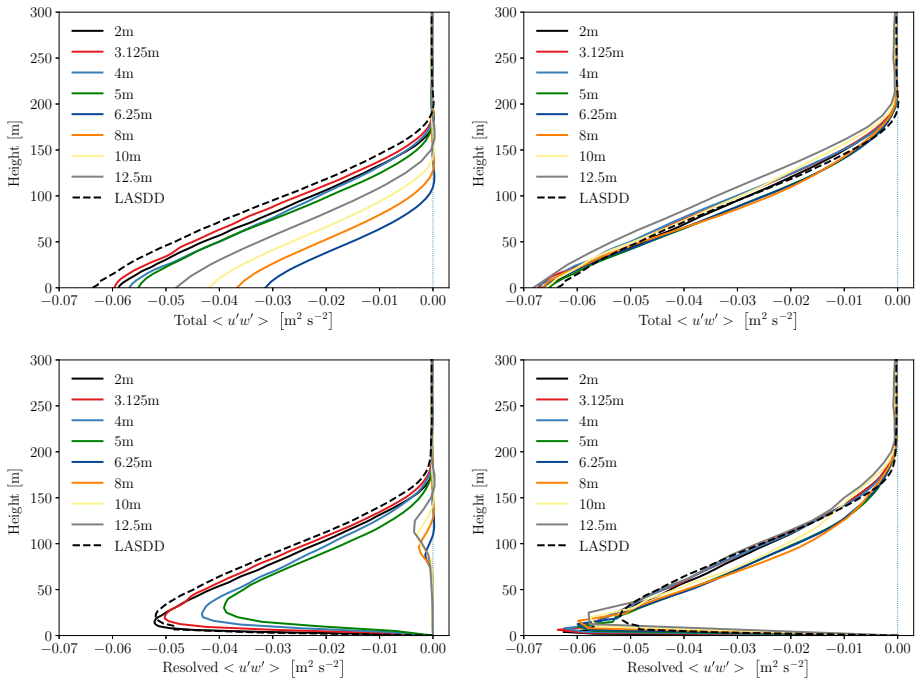 300
250
200
150
100
50
0
Height [m]
2m
3.125m
4m
5m
6.25m
8m
10m
12.5m
LASDD
−0.07 −0.06 −0.05 −0.04 −0.03 −0.02 −0.01 0.00
Total < u′w′ > [m² s⁻²]
300
250
200
150
100
50
0
Height [m]
2m
3.125m
4m
5m
6.25m
8m
10m
12.5m
LASDD
−0.07 −0.06 −0.05 −0.04 −0.03 −0.02 −0.01 0.00
Total < u′w′ > [m² s⁻²]
300
250
200
150
100
50
0
Height [m]
2m
3.125m
4m
5m
6.25m
8m
10m
12.5m
LASDD
−0.07 −0.06 −0.05 −0.04 −0.03 −0.02 −0.01 0.00
Resolved < u′w′ > [m² s⁻²]
300
250
200
150
100
50
0
Height [m]
2m
3.125m
4m
5m
6.25m
8m
10m
12.5m
LASDD
−0.07 −0.06 −0.05 −0.04 −0.03 −0.02 −0.01 0.00
Resolved < u′w′ > [m² s⁻²]